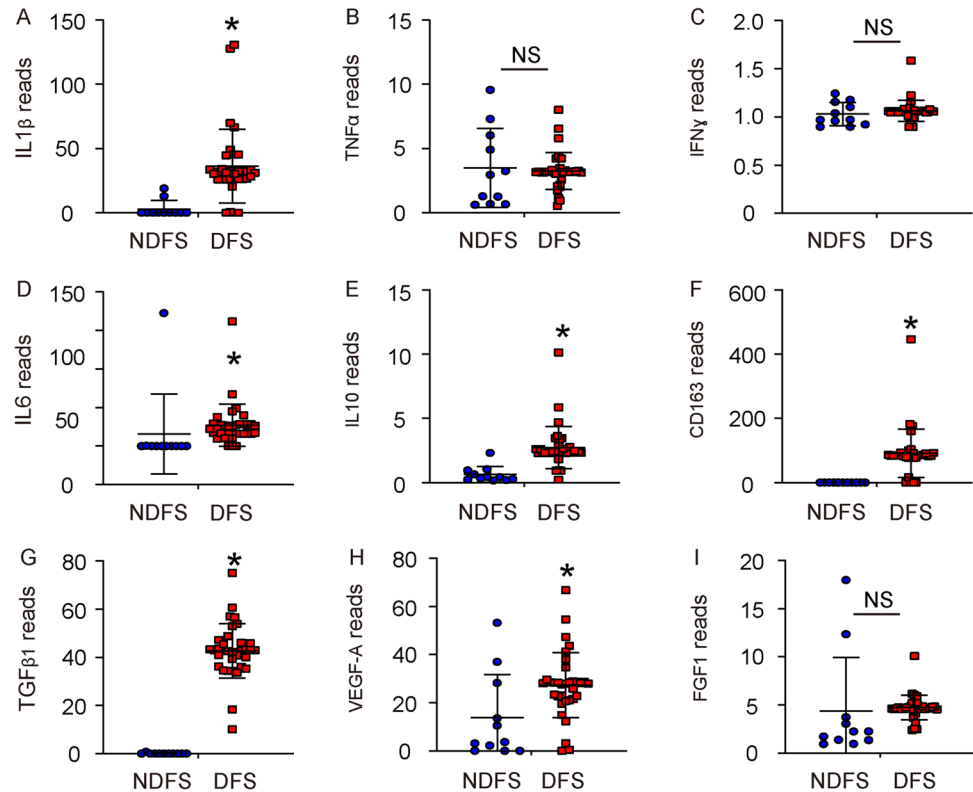 A
IL1β reads
150
100
50
0
*
NDFS DFS
B
TNFα reads
15
10
5
0
NS
NDFS DFS
C
IFNɣ reads
2.0
1.5
1.0
0.0
NS
NDFS DFS
D
IL6 reads
150
100
50
0
*
NDFS DFS
E
IL10 reads
15
10
5
0
*
NDFS DFS
F
CD163 reads
600
400
200
0
*
NDFS DFS
G
TGFβ1 reads
80
60
40
20
0
*
NDFS DFS
H
VEGF-A reads
80
60
40
20
0
*
NDFS DFS
I
FGF1 reads
20
15
10
5
0
NS
NDFS DFS